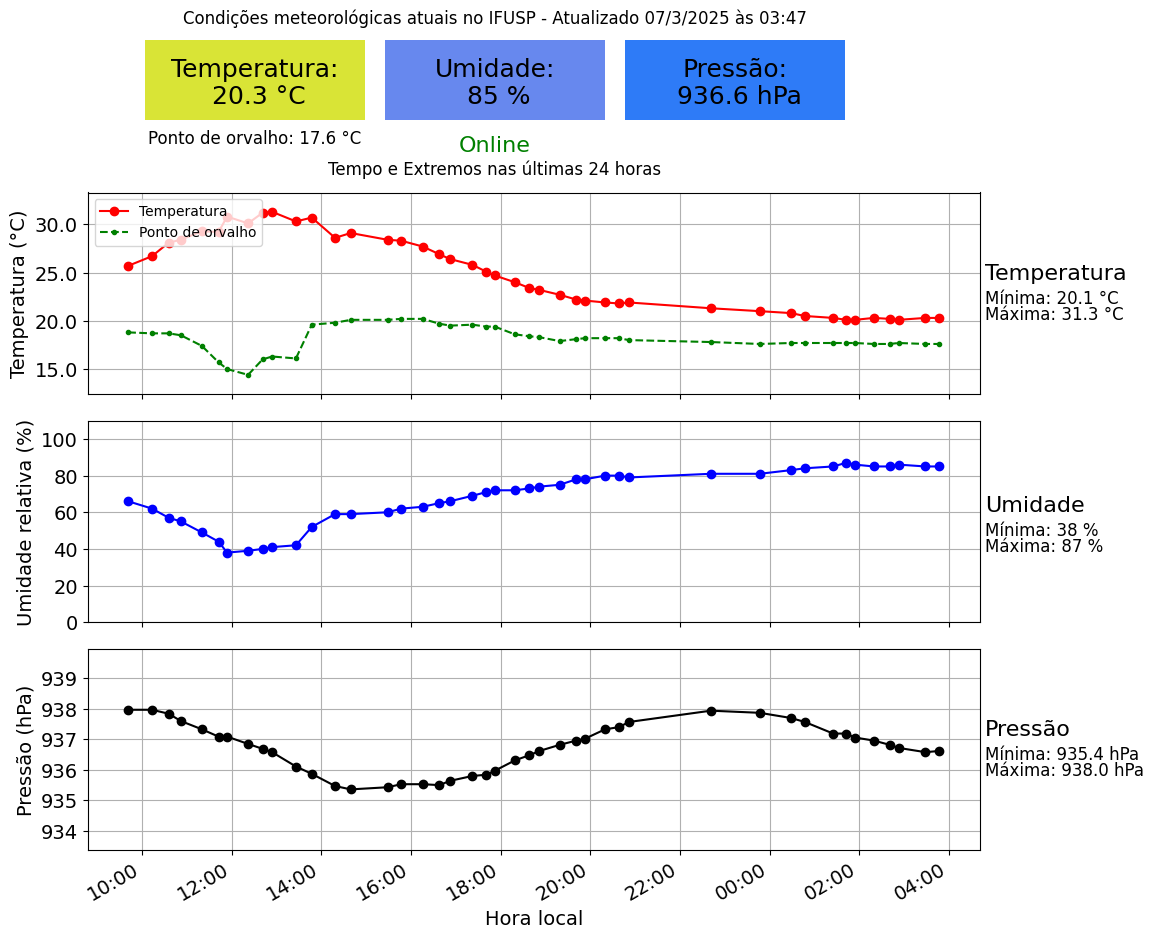 Condições meteorológicas atuais no IFUSP - Atualizado 07/3/2025 às 03:47
Temperatura:
20.3 °C
Umidade:
85 %
Pressão:
936.6 hPa
Ponto de orvalho: 17.6 °C
Online
Tempo e Extremos nas últimas 24 horas
Temperatura (°C)
30.0
25.0
20.0
15.0
Temperatura
Ponto de orvalho
Temperatura
Mínima: 20.1 °C
Máxima: 31.3 °C
Umidade relativa (%)
100
80
60
40
20
0
Umidade
Mínima: 38 %
Máxima: 87 %
Pressão (hPa)
939
938
937
936
935
934
Pressão
Mínima: 935.4 hPa
Máxima: 938.0 hPa
10:00
12:00
14:00
16:00
18:00
20:00
22:00
00:00
02:00
04:00
Hora local